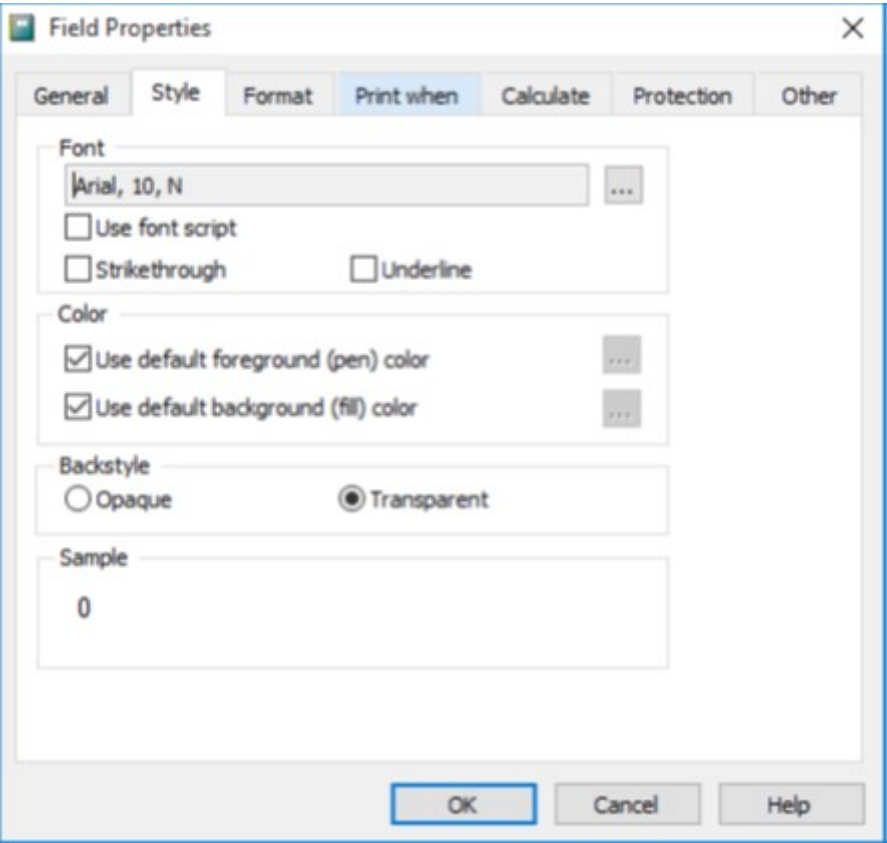 Field Properties
General Style Format Print when Calculate Protection Other
Font
Arial, 10, N
...
Use font script
Strikethrough Underline
Color
Use default foreground (pen) color
...
Use default background (fill) color
...
Backstyle
Opaque Transparent
Sample
0
OK Cancel Help